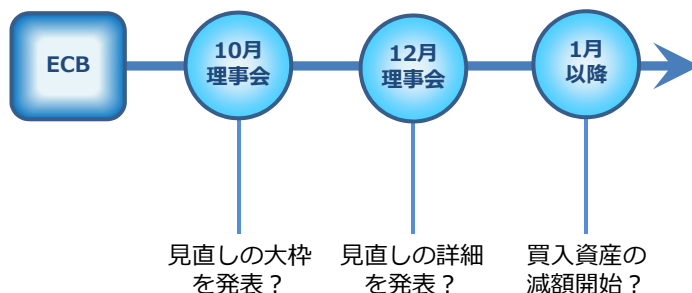 ECB
10月
理事会
12月
理事会
1月
以降
見直しの大枠
を発表？
見直しの詳細
を発表？
買入資産の
減額開始？